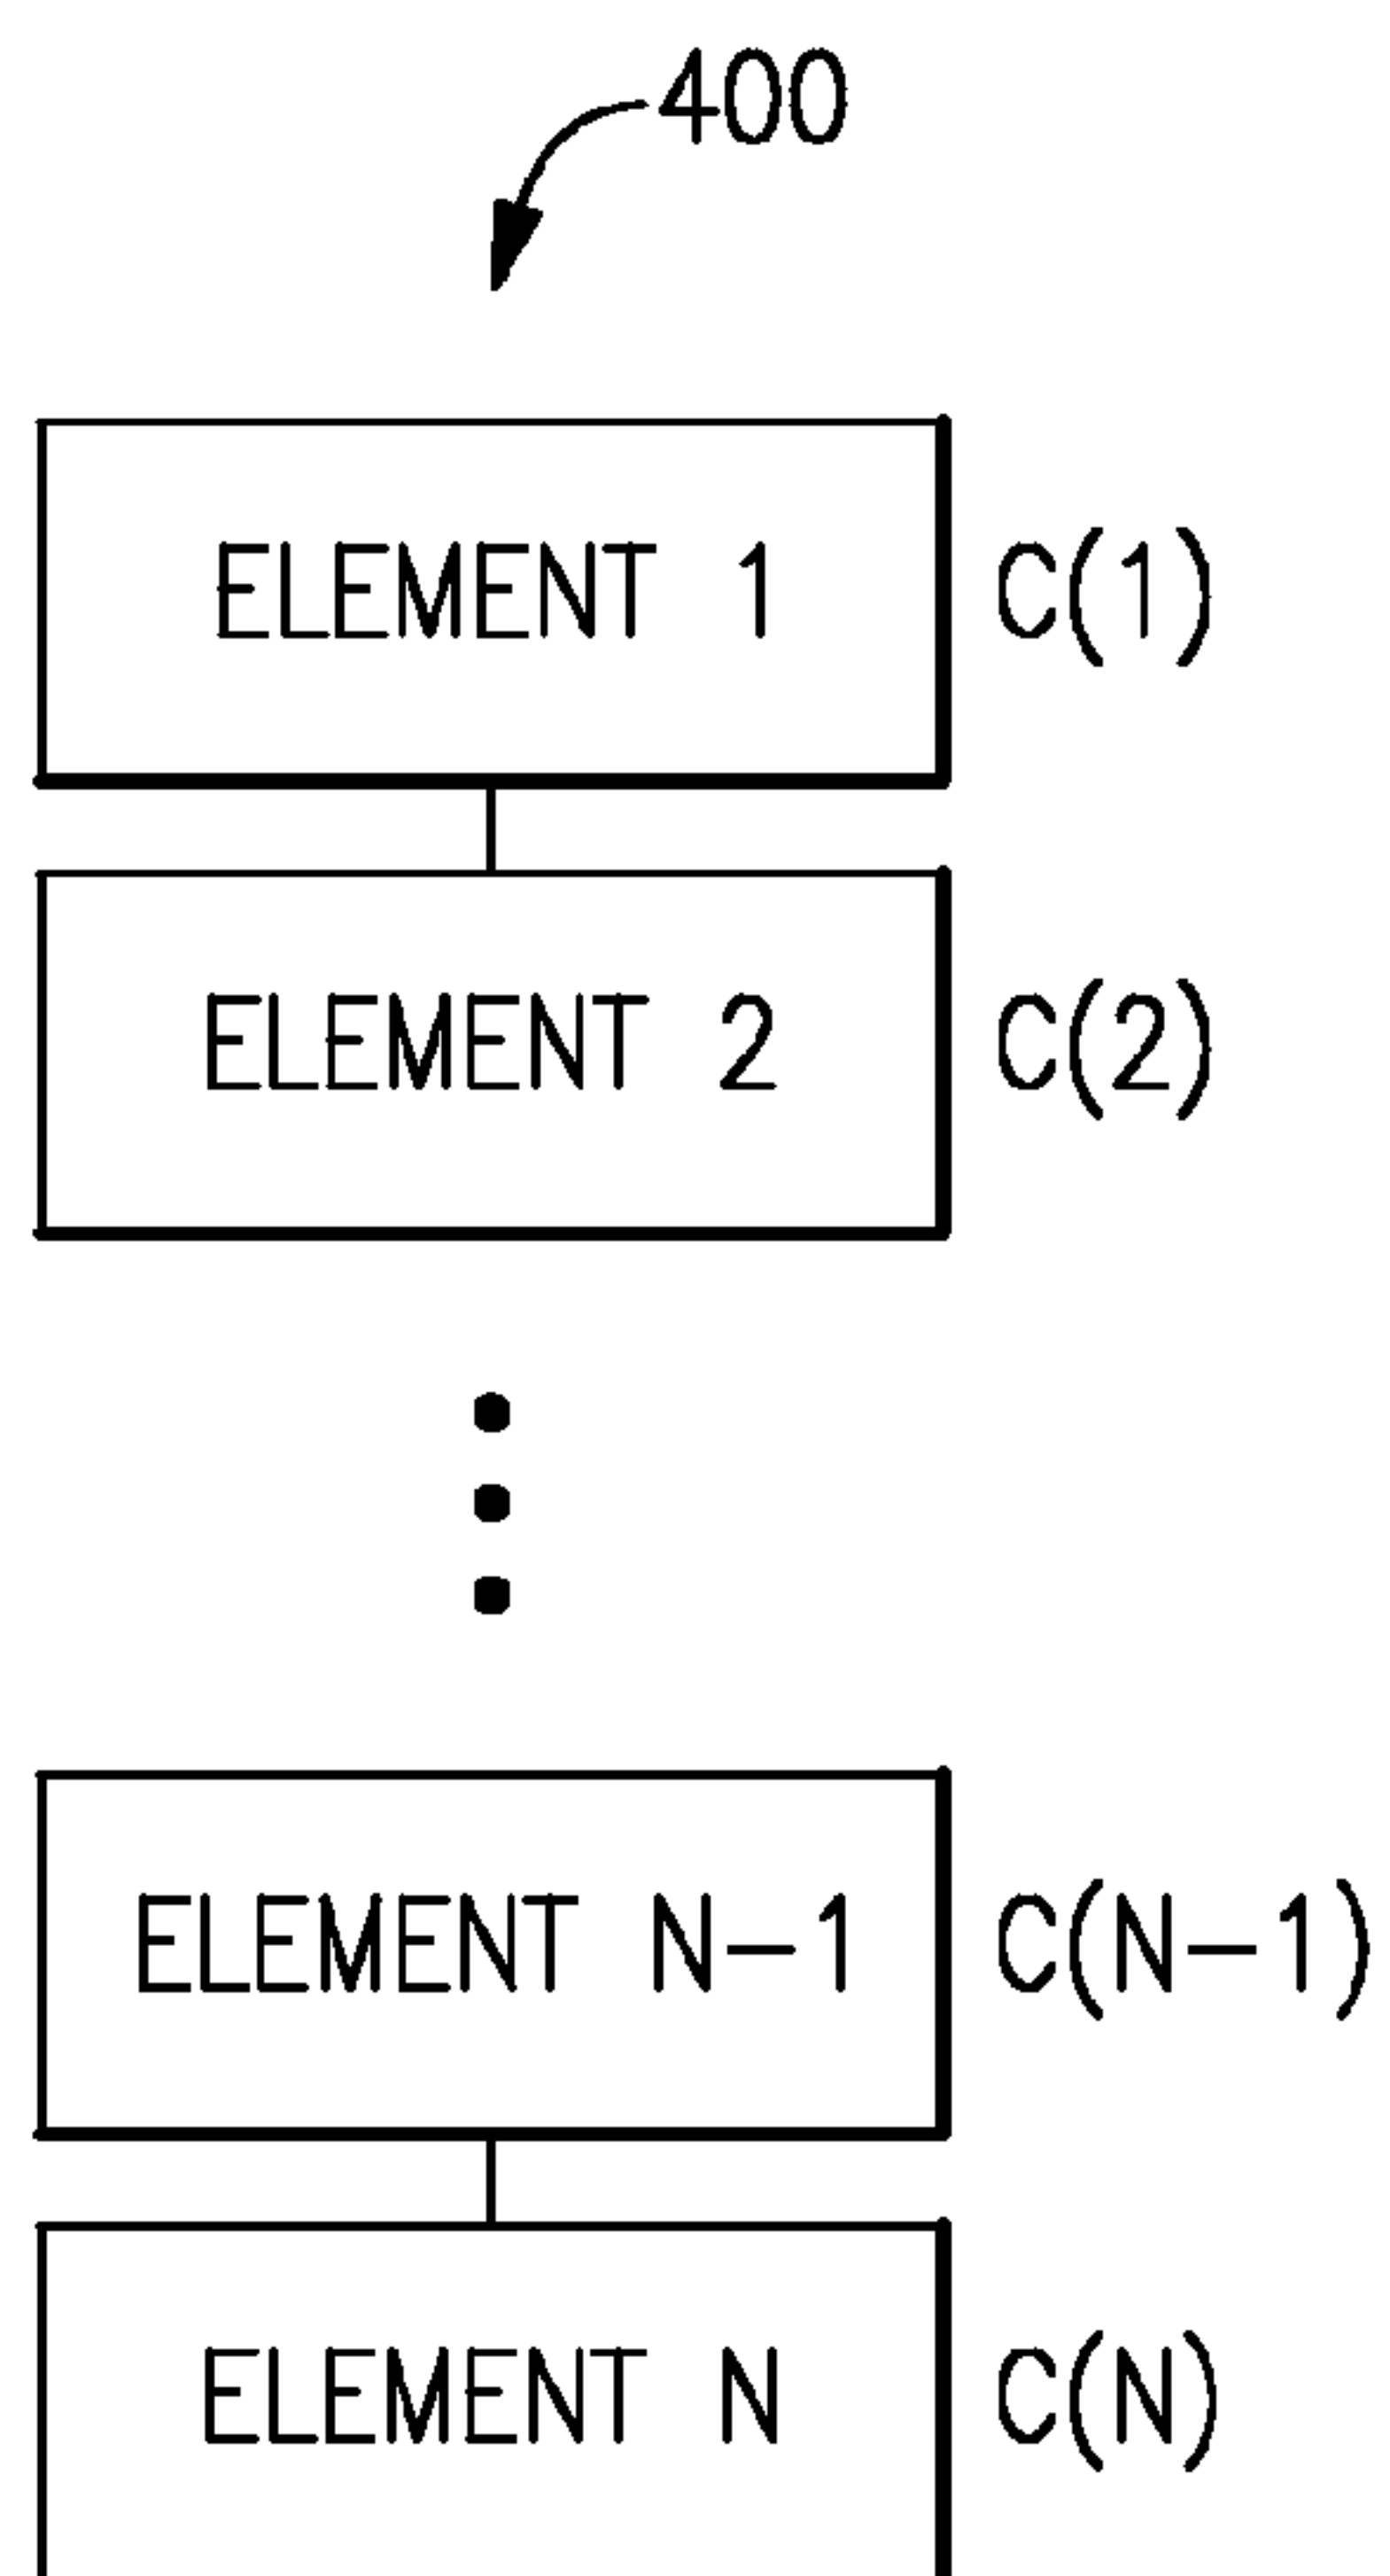 400
ELEMENT 1 C(1)
ELEMENT 2 C(2)
ELEMENT N-1 C(N-1)
ELEMENT N C(N)